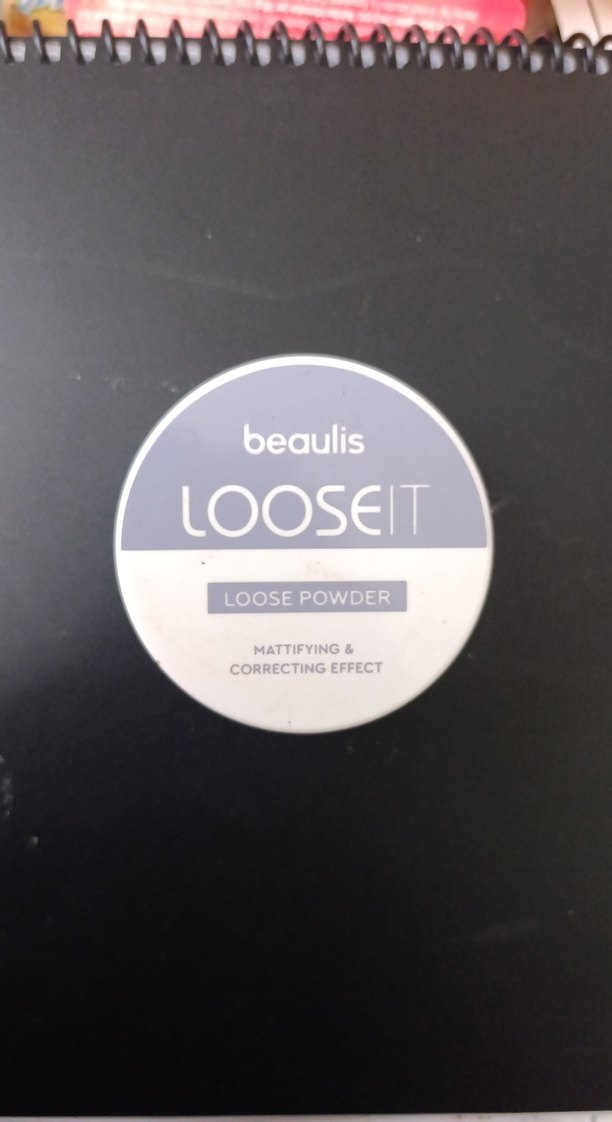 beaulis
LOOSEIT
LOOSE POWDER
MATTIFYING &
CORRECTING EFFECT